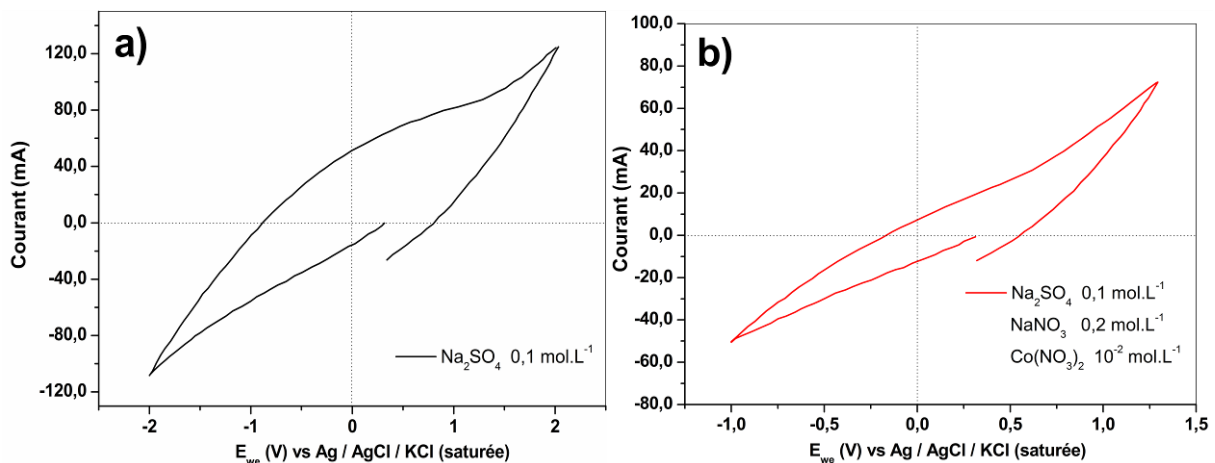 a)
Courant (mA)
120,0
80,0
40,0
0,0
-40,0
-80,0
-120,0
Na₂SO₄ 0,1 mol.L⁻¹
-2 -1 0 1 2
E_we (V) vs Ag / AgCl / KCl (saturée)
b)
Courant (mA)
100,0
80,0
60,0
40,0
20,0
0,0
-20,0
-40,0
-60,0
-80,0
Na₂SO₄ 0,1 mol.L⁻¹
NaNO₃ 0,2 mol.L⁻¹
Co(NO₃)₂ 10⁻² mol.L⁻¹
-1,0 -0,5 0,0 0,5 1,0 1,5
E_we (V) vs Ag / AgCl / KCl (saturée)